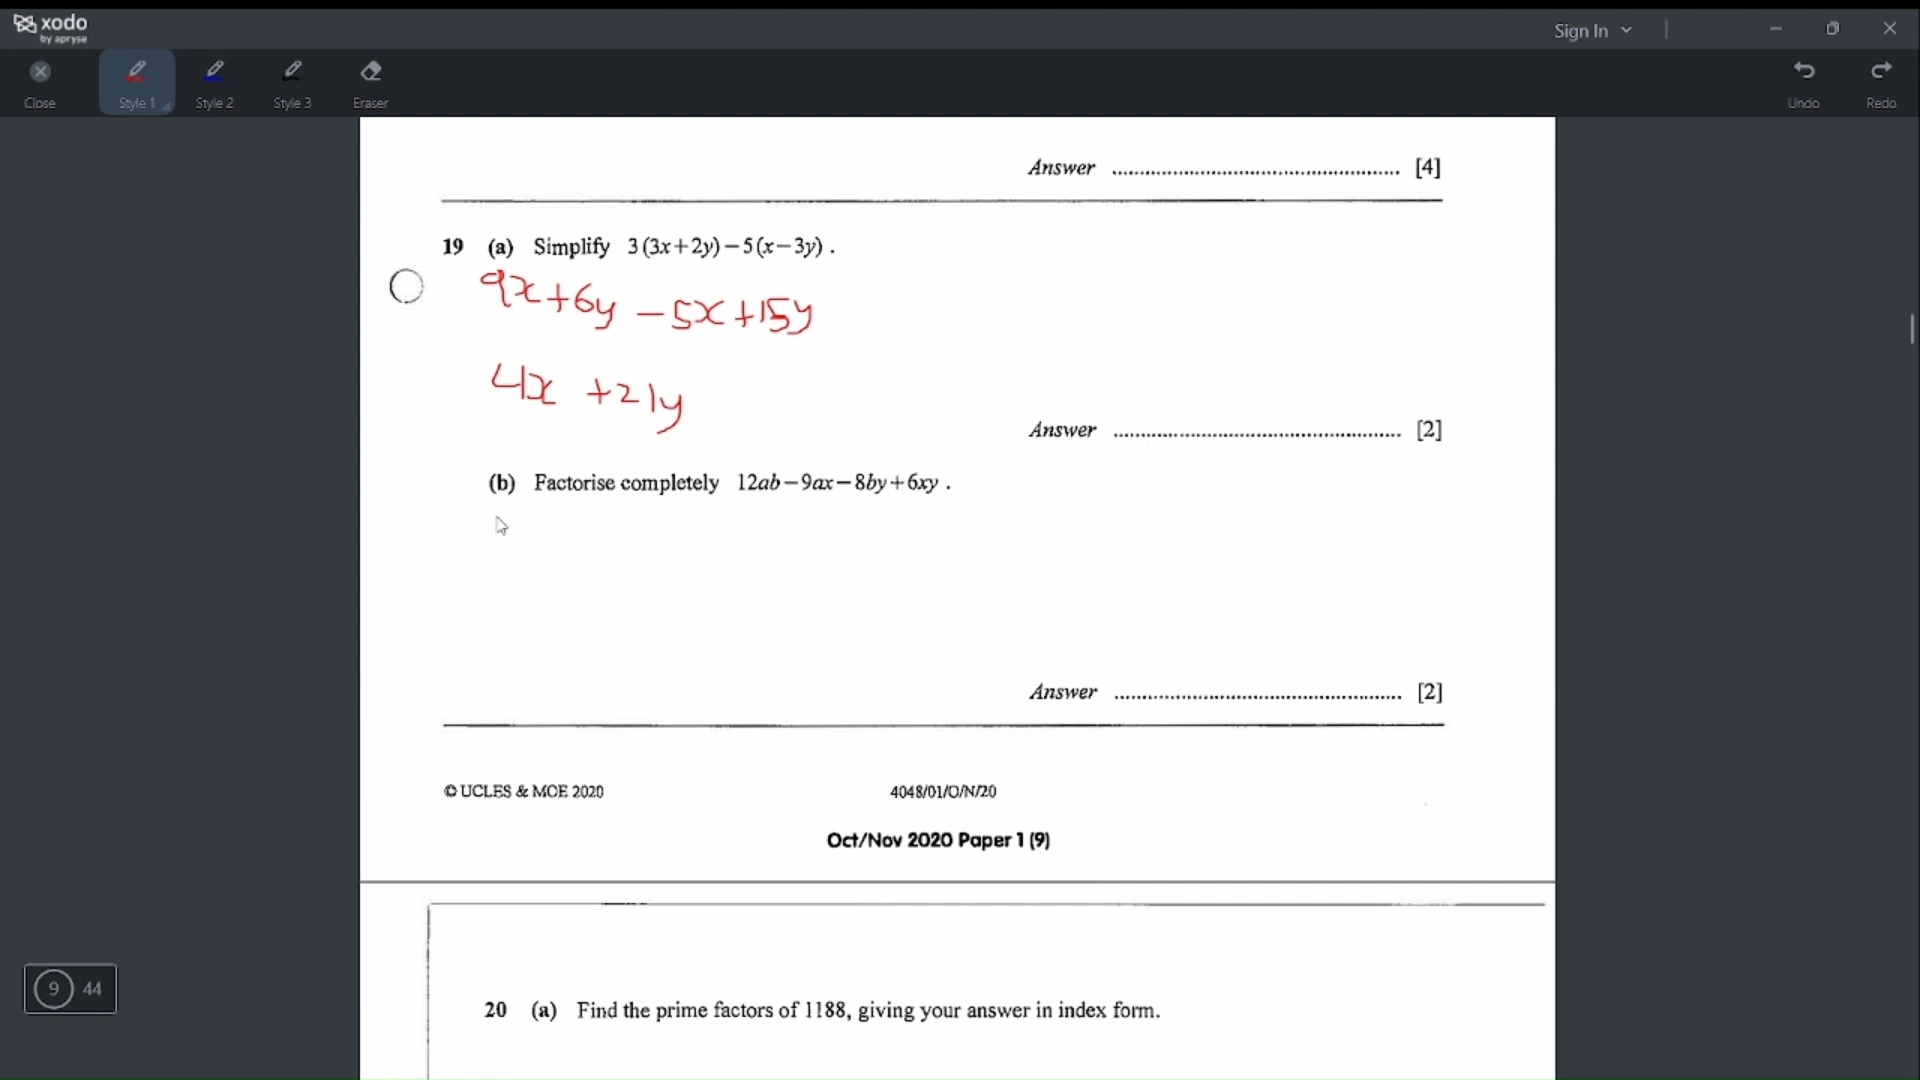 xodo
by apryse
Sign In
Close
Style 1
Style 2
Style 3
Eraser
Undo
Redo
Answer ................................................ [4]
19 (a) Simplify 3(3x+2y)−5(x−3y) .
9x+6y −5x+15y
4x +21y
Answer ................................................ [2]
(b) Factorise completely 12ab−9ax−8by+6xy .
Answer ................................................ [2]
© UCLES & MOE 2020
4048/01/O/N/20
Oct/Nov 2020 Paper 1 (9)
20 (a) Find the prime factors of 1188, giving your answer in index form.
9 44